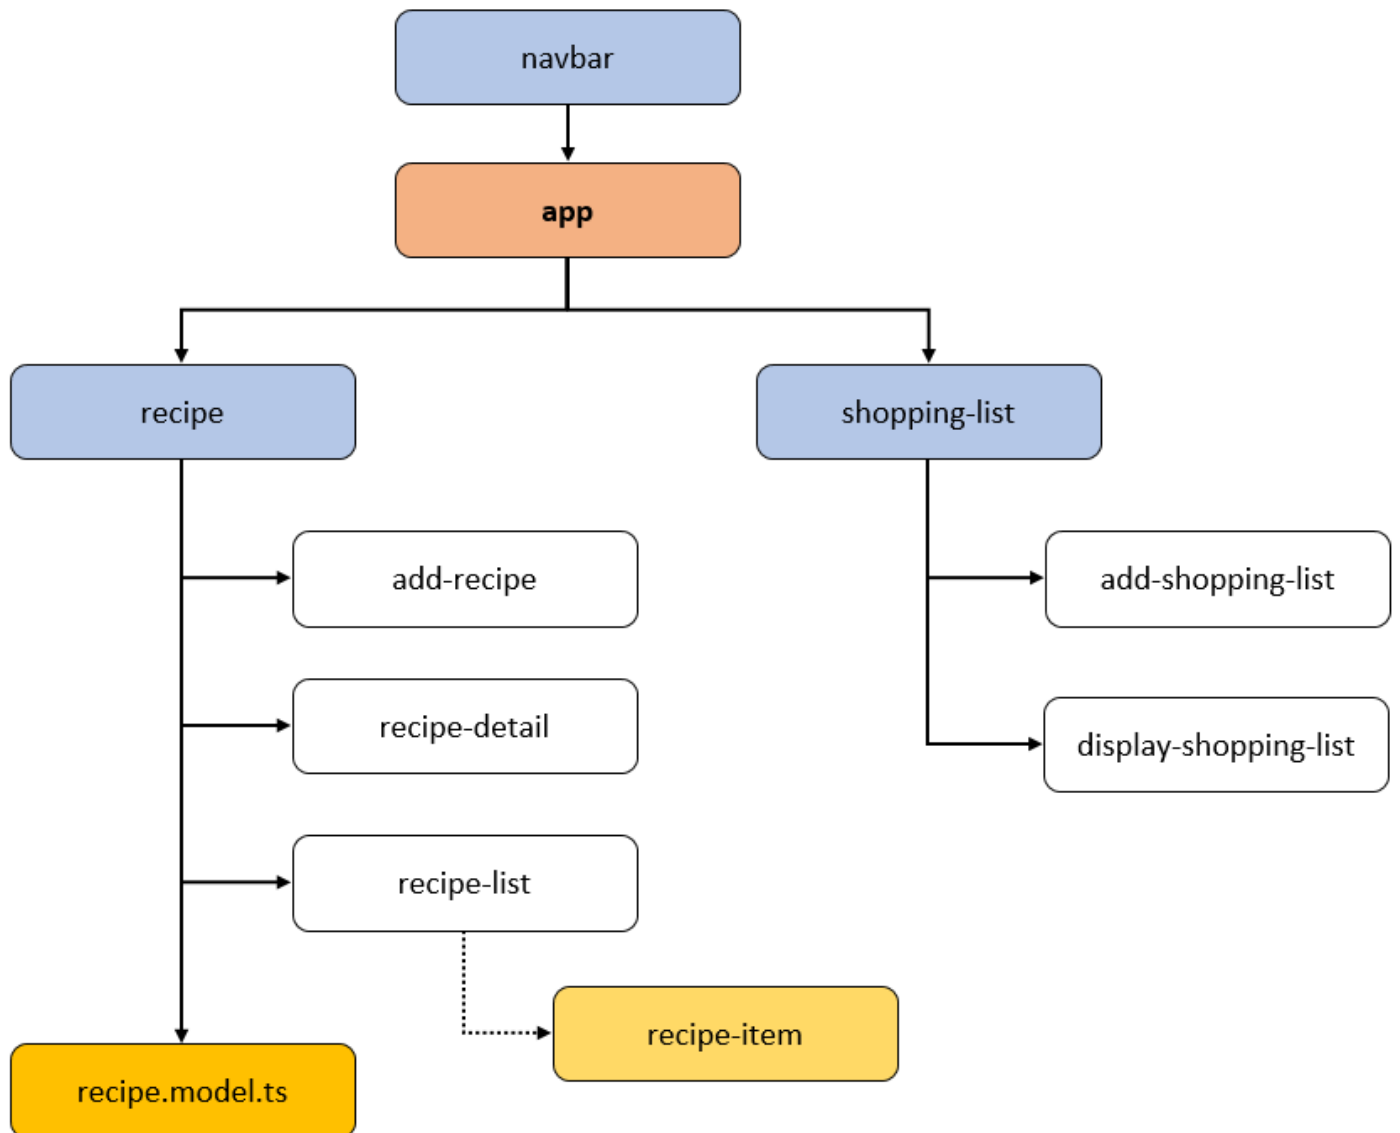 navbar
app
recipe
shopping-list
add-recipe
add-shopping-list
recipe-detail
display-shopping-list
recipe-list
recipe-item
recipe.model.ts